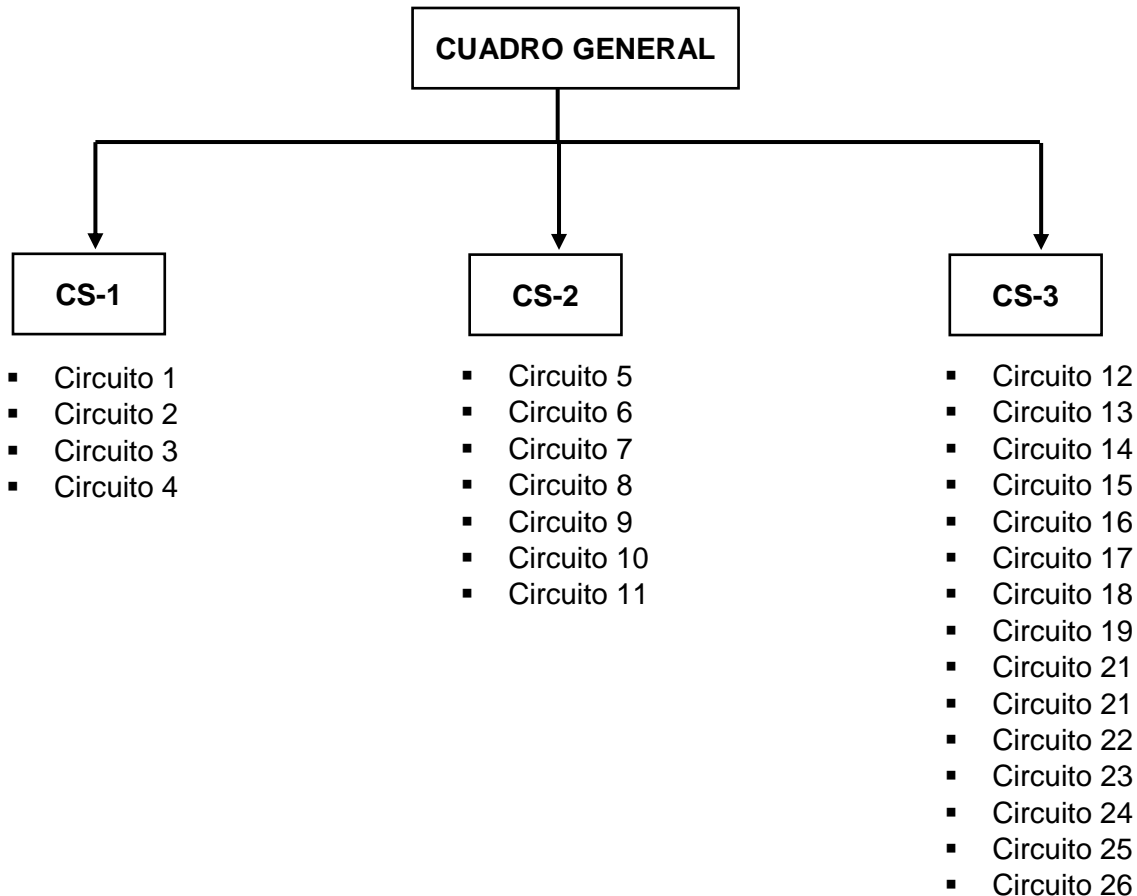 CUADRO GENERAL
CS-1
Circuito 1
Circuito 2
Circuito 3
Circuito 4
CS-2
Circuito 5
Circuito 6
Circuito 7
Circuito 8
Circuito 9
Circuito 10
Circuito 11
CS-3
Circuito 12
Circuito 13
Circuito 14
Circuito 15
Circuito 16
Circuito 17
Circuito 18
Circuito 19
Circuito 21
Circuito 21
Circuito 22
Circuito 23
Circuito 24
Circuito 25
Circuito 26